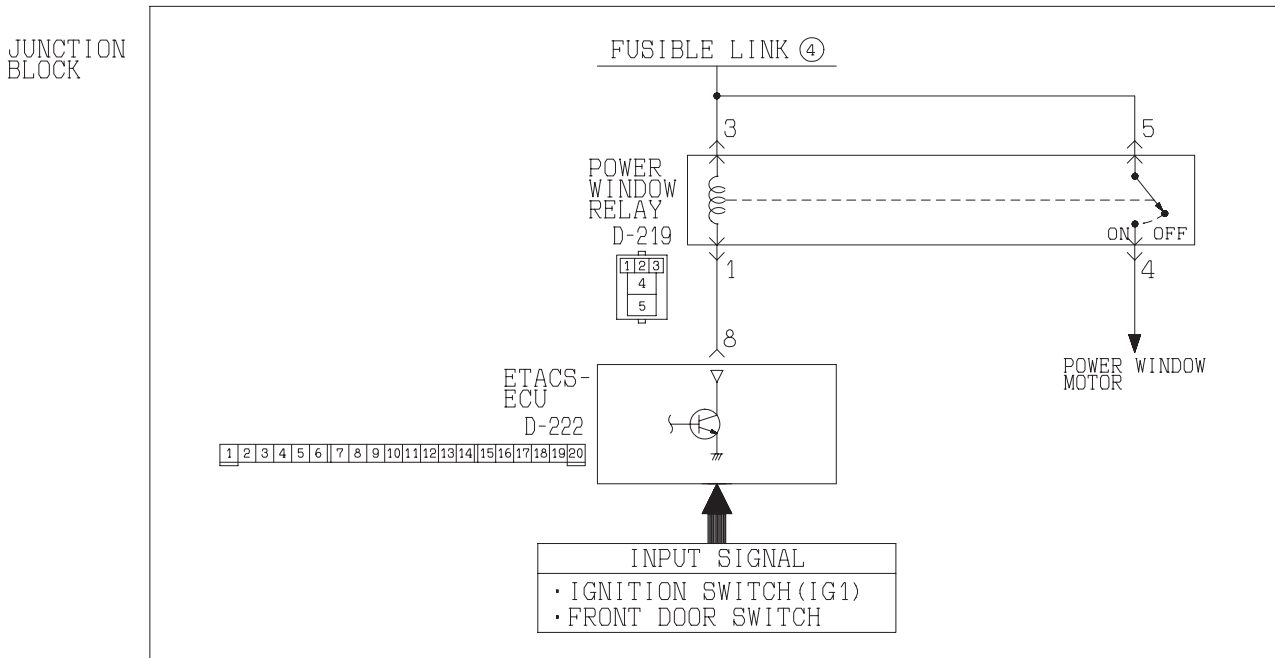 JUNCTION
BLOCK
FUSIBLE LINK ④
3
5
POWER
WINDOW
RELAY
D-219
ON OFF
1 2 3
4
5
1
4
8
POWER WINDOW
MOTOR
ETACS-
ECU
D-222
1 2 3 4 5 6 7 8 9 10 11 12 13 14 15 16 17 18 19 20
INPUT SIGNAL
· IGNITION SWITCH(IG1)
· FRONT DOOR SWITCH